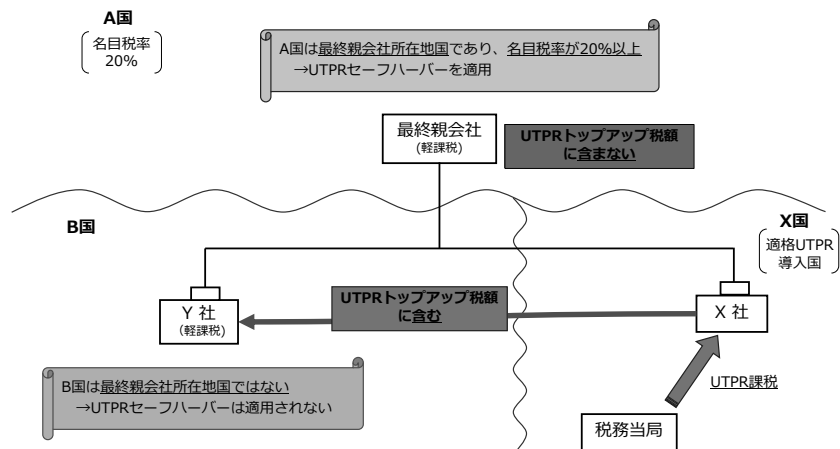 A国
名目税率
20%
A国は最終親会社所在地国であり、名目税率が20%以上
→UTPRセーフハーバーを適用
最終親会社
(軽課税)
UTPRトップアップ税額
に含まない
B国
X国
適格UTPR
導入国
Y 社
(軽課税)
UTPRトップアップ税額
に含む
X 社
B国は最終親会社所在地国ではない
→UTPRセーフハーバーは適用されない
UTPR課税
税務当局